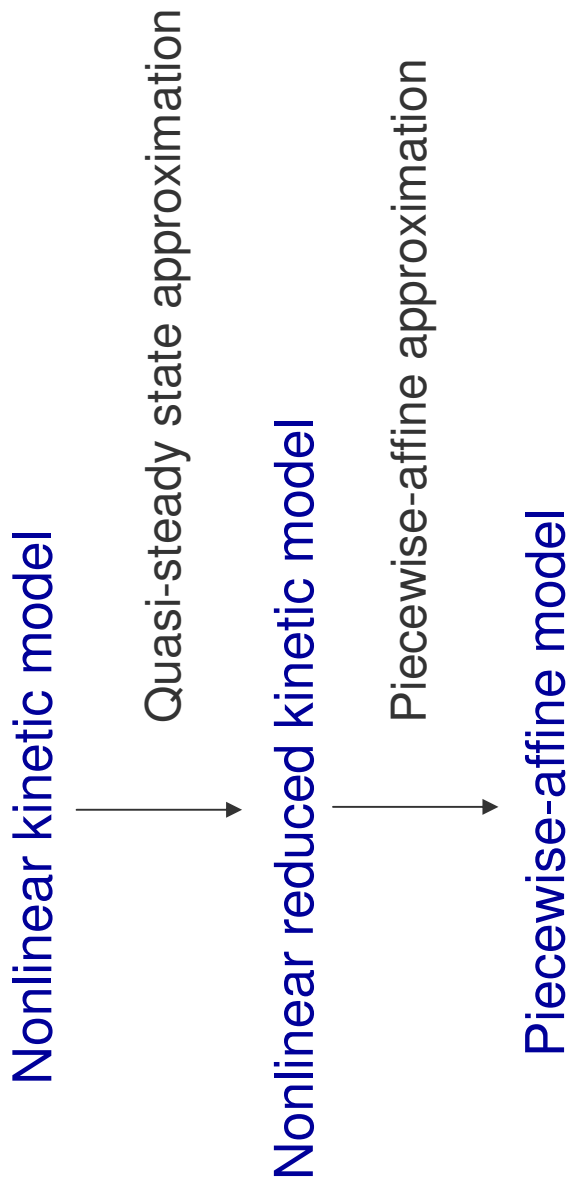 Nonlinear kinetic model
Quasi-steady state approximation
Nonlinear reduced kinetic model
Piecewise-affine approximation
Piecewise-affine model